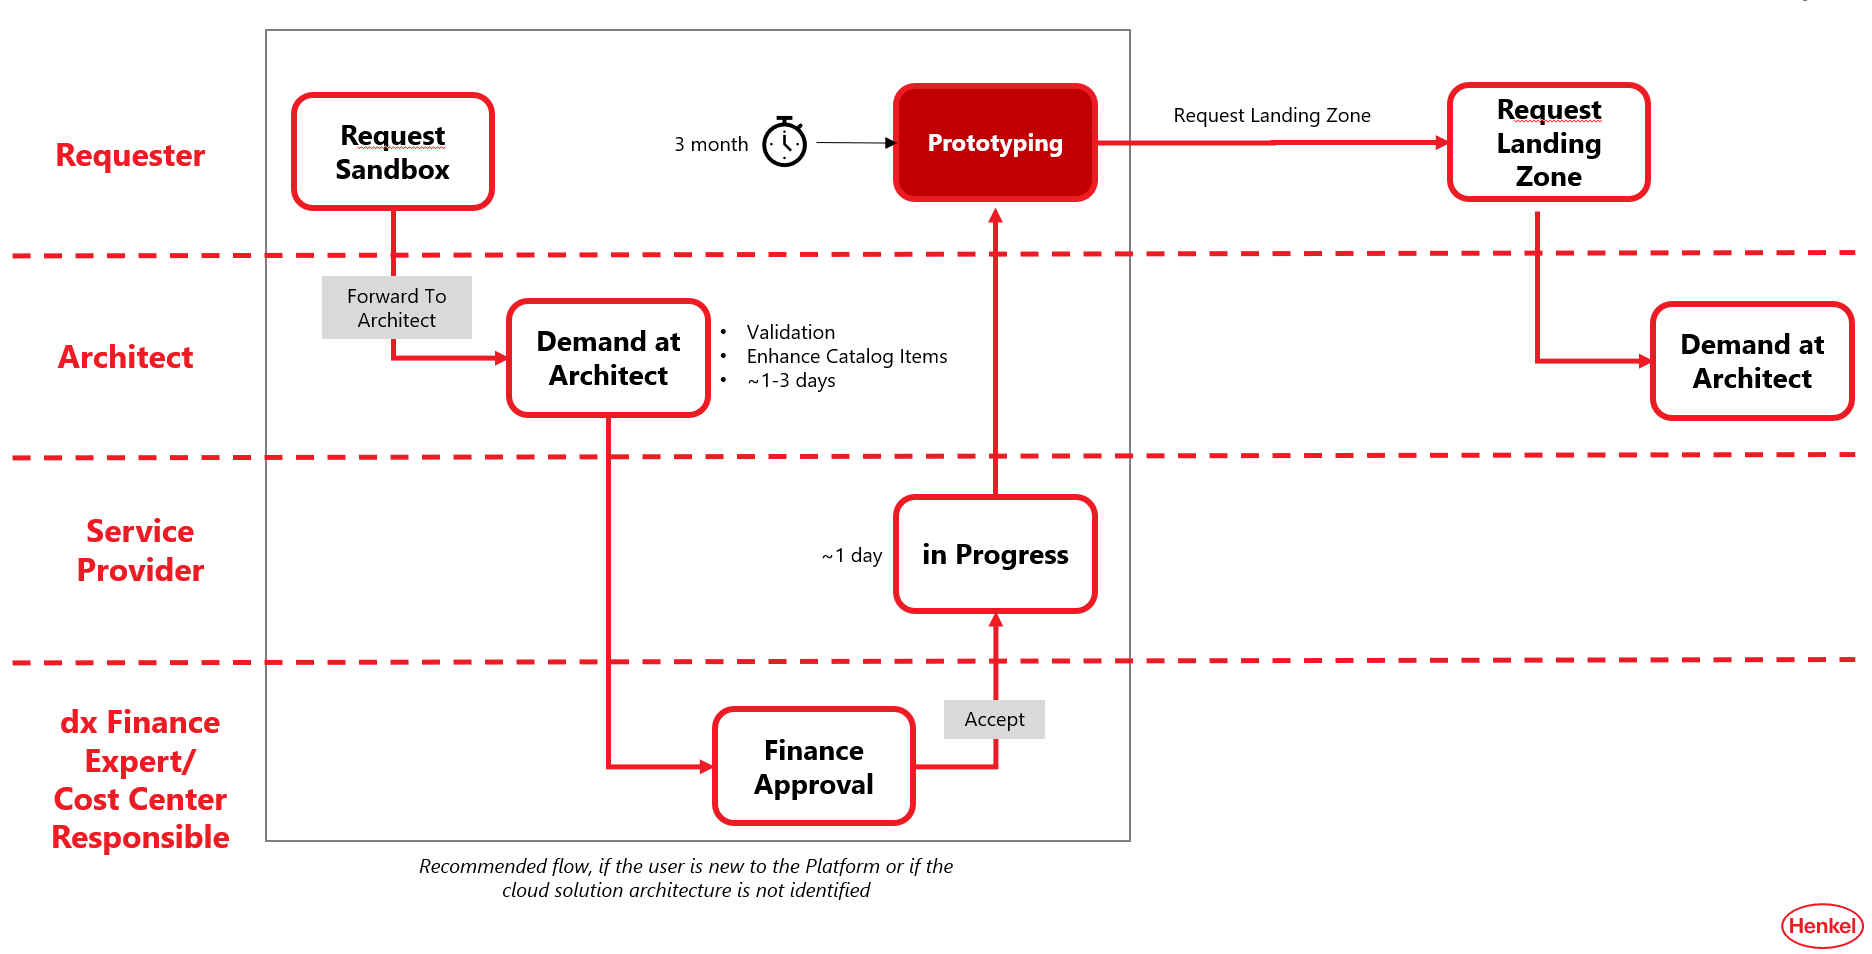 Requester
Request
Sandbox
3 month
Prototyping
Request Landing Zone
Request
Landing
Zone
Architect
Forward To
Architect
Demand at
Architect
• Validation
• Enhance Catalog Items
• ~1-3 days
Demand at
Architect
Service
Provider
~1 day
in Progress
dx Finance
Expert/
Cost Center
Responsible
Finance
Approval
Accept
Recommended flow, if the user is new to the Platform or if the
cloud solution architecture is not identified
Henkel